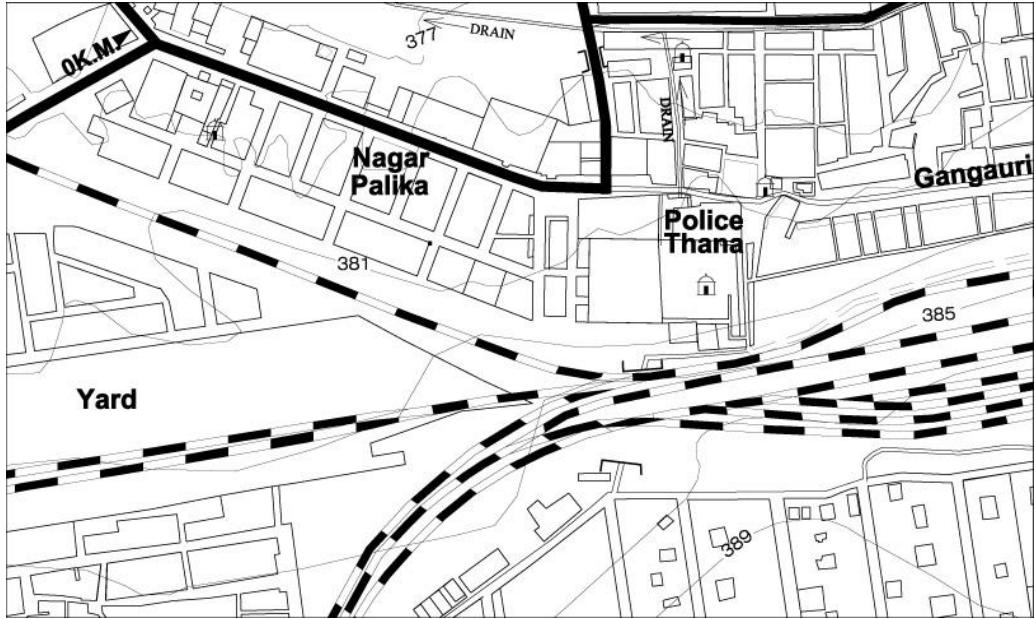 377
DRAIN
0K.M.
DRAIN
Nagar
Palika
Gangauri
Police
Thana
381
385
Yard
389